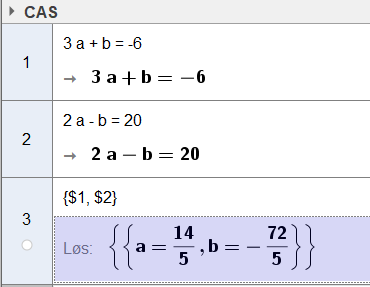 CAS
1
3 a + b = -6
→ 3 a + b = −6
2
2 a - b = 20
→ 2 a − b = 20
3
{$1, $2}
Løs: {{a = 14/5, b = − 72/5}}